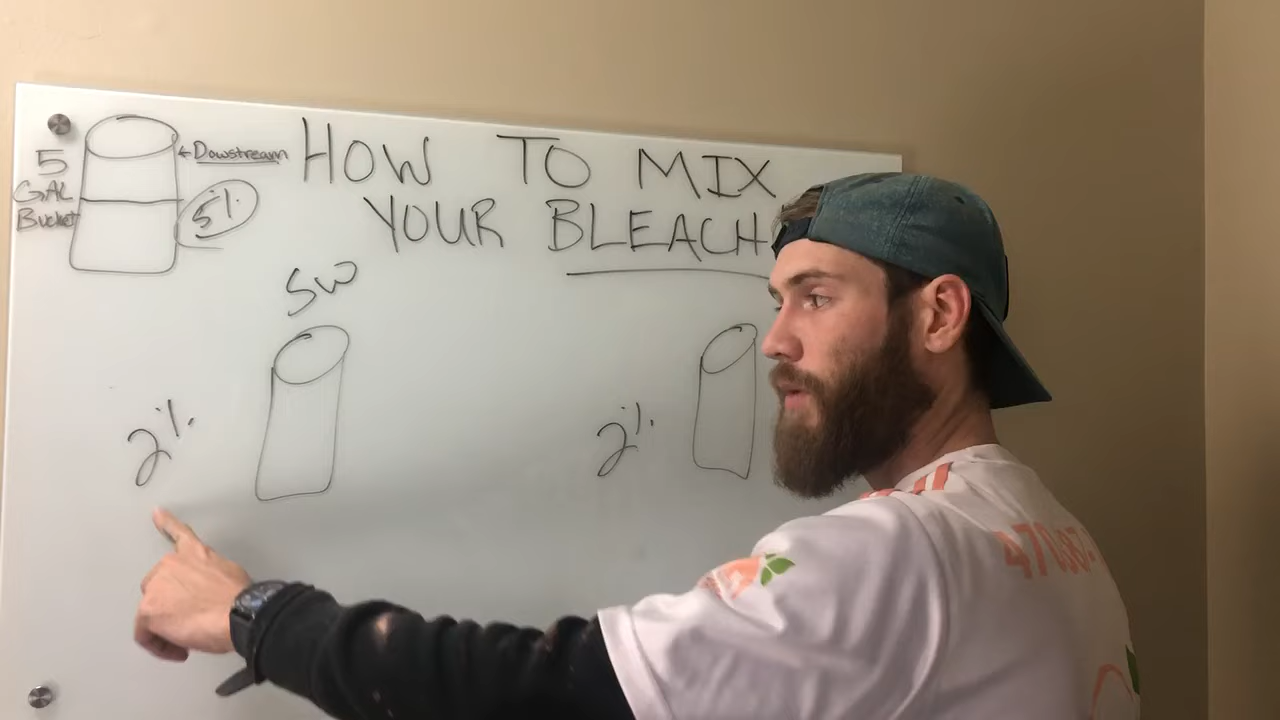 5
GAL
Bucket
←Dowstream
5%
HOW TO MIX
YOUR BLEACH
SW
2%
2%